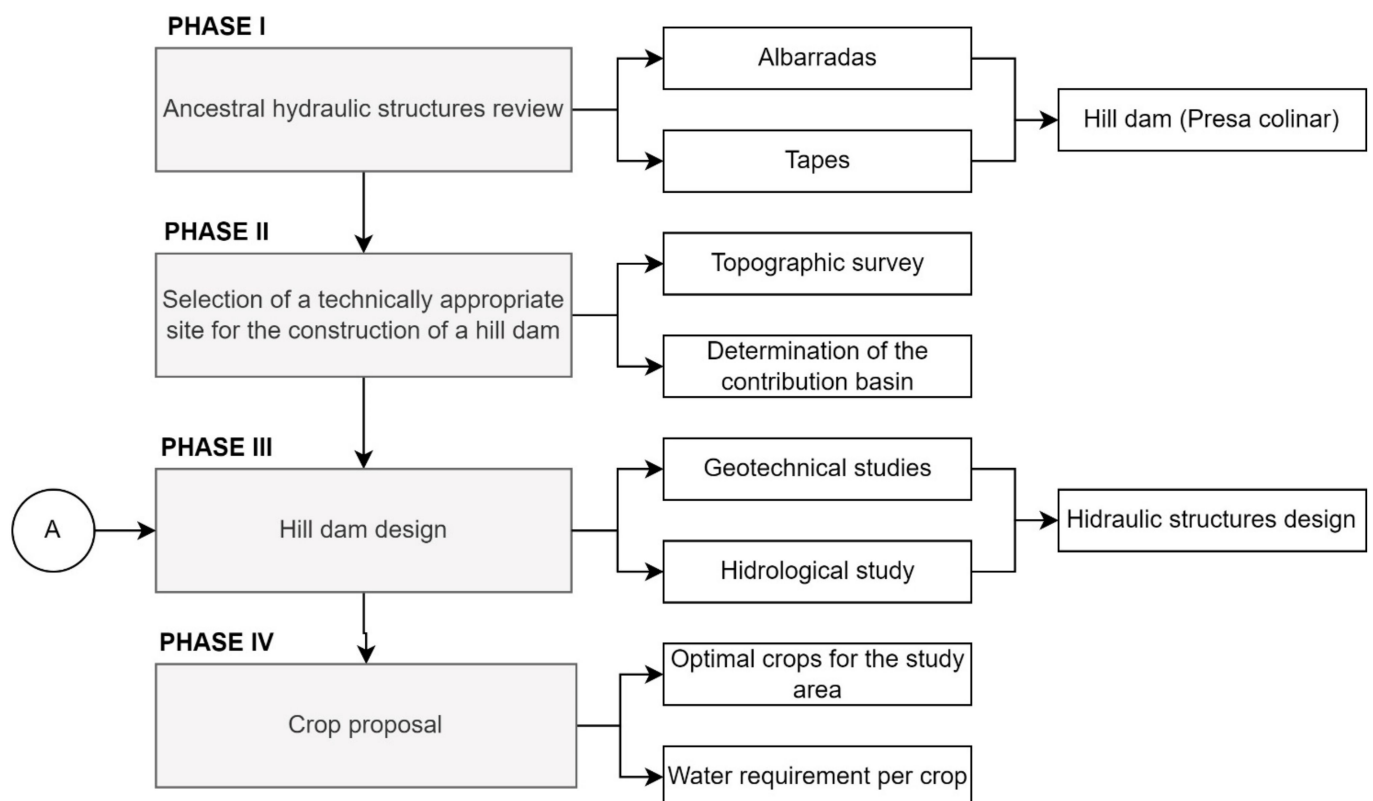 PHASE I
Ancestral hydraulic structures review
Albarradas
Tapes
Hill dam (Presa colinar)
PHASE II
Selection of a technically appropriate
site for the construction of a hill dam
Topographic survey
Determination of the
contribution basin
PHASE III
A
Hill dam design
Geotechnical studies
Hidrological study
Hidraulic structures design
PHASE IV
Crop proposal
Optimal crops for the study
area
Water requirement per crop